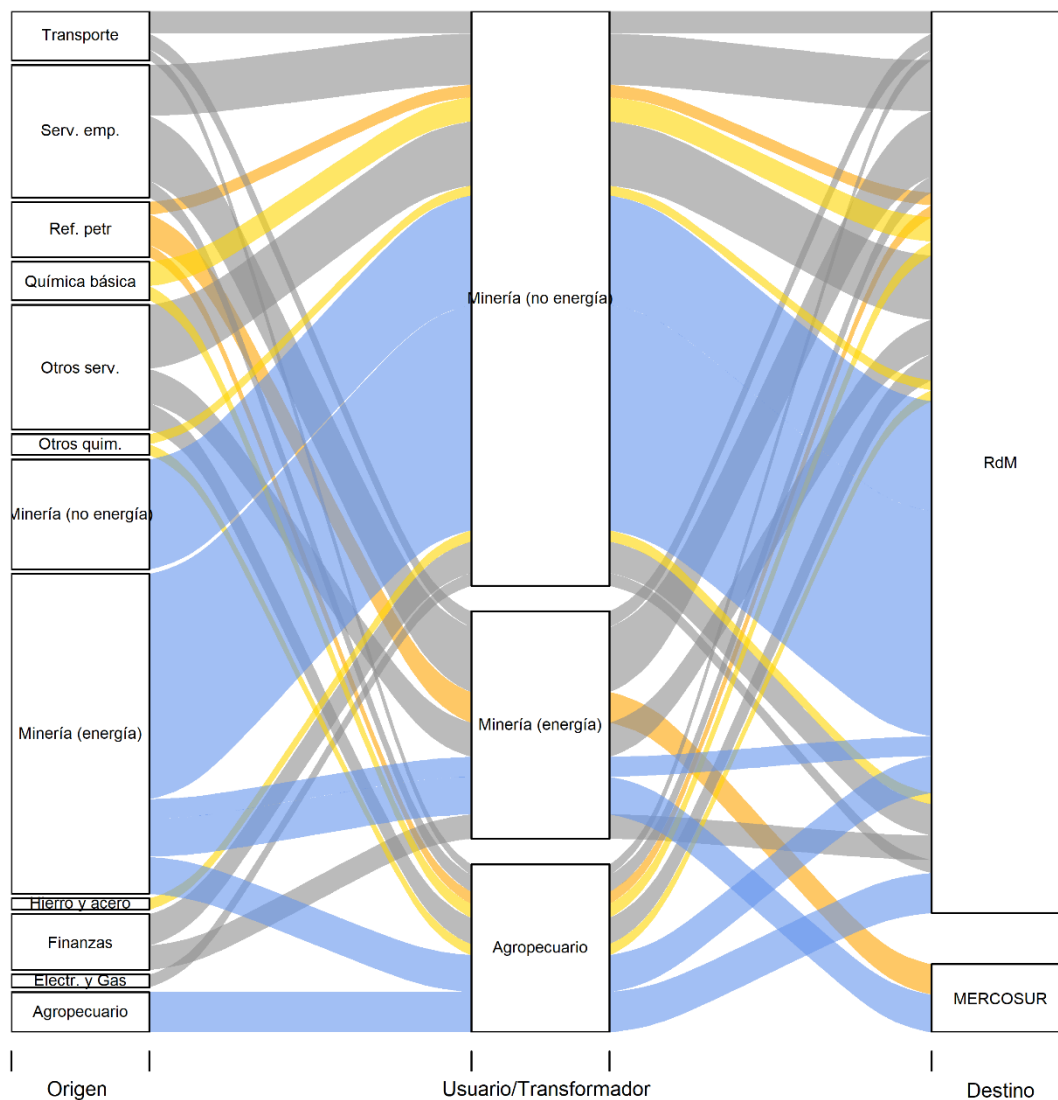 Transporte
Serv. emp.
Ref. petr
Química básica
Otros serv.
Otros quim.
Minería (no energía)
Minería (energía)
Hierro y acero
Finanzas
Electr. y Gas
Agropecuario
Minería (no energía)
Minería (energía)
Agropecuario
RdM
MERCOSUR
Origen
Usuario/Transformador
Destino